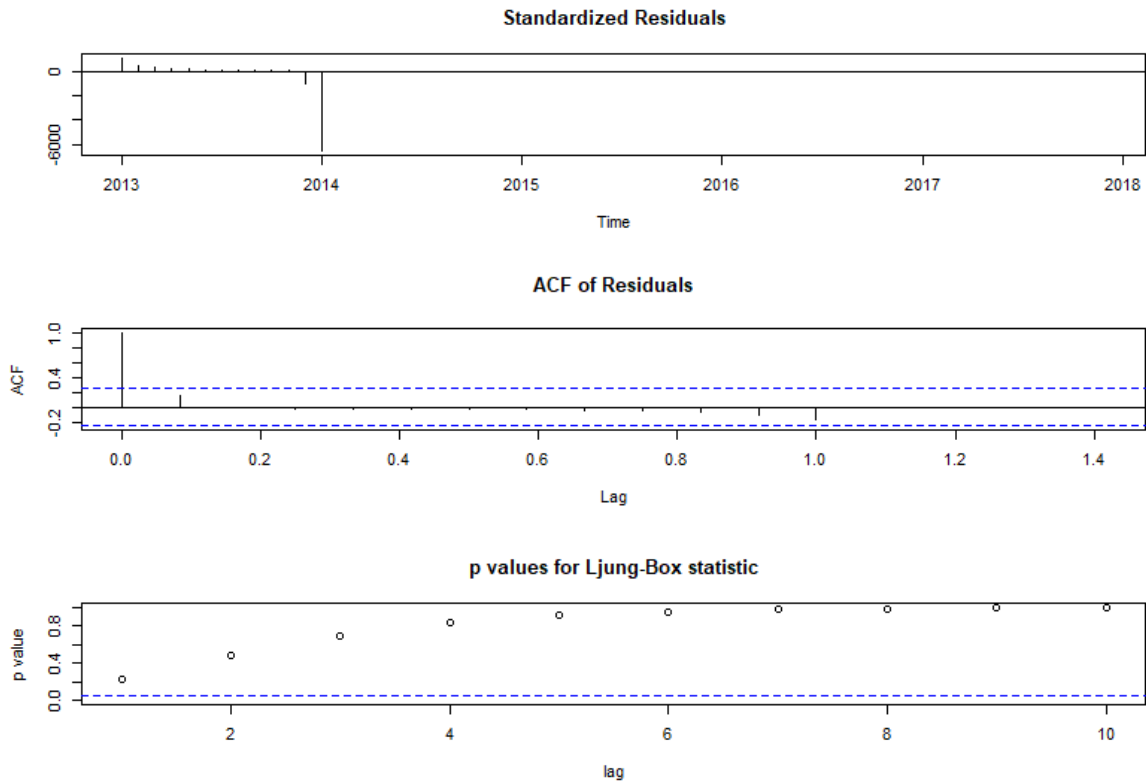 Standardized Residuals
0
-6000
2013 2014 2015 2016 2017 2018
Time
ACF of Residuals
ACF
1.0
0.4
-0.2
0.0 0.2 0.4 0.6 0.8 1.0 1.2 1.4
Lag
p values for Ljung-Box statistic
p value
0.8
0.4
0.0
2 4 6 8 10
lag